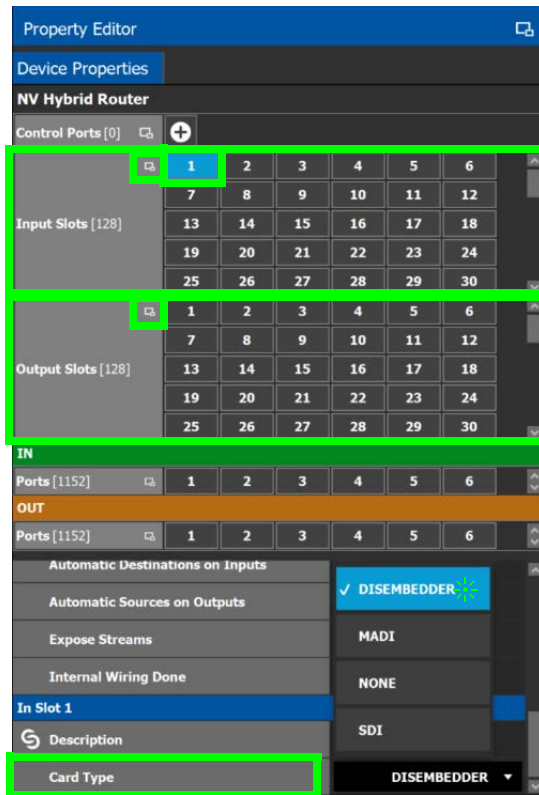 Property Editor
Device Properties
NV Hybrid Router
Control Ports [0]
1 2 3 4 5 6
7 8 9 10 11 12
Input Slots [128] 13 14 15 16 17 18
19 20 21 22 23 24
25 26 27 28 29 30
1 2 3 4 5 6
7 8 9 10 11 12
Output Slots [128] 13 14 15 16 17 18
19 20 21 22 23 24
25 26 27 28 29 30
IN
Ports [1152] 1 2 3 4 5 6
OUT
Ports [1152] 1 2 3 4 5 6
Automatic Destinations on Inputs
✓ DISEMBEDDER
Automatic Sources on Outputs
Expose Streams MADI
Internal Wiring Done NONE
In Slot 1
Description SDI
Card Type DISEMBEDDER